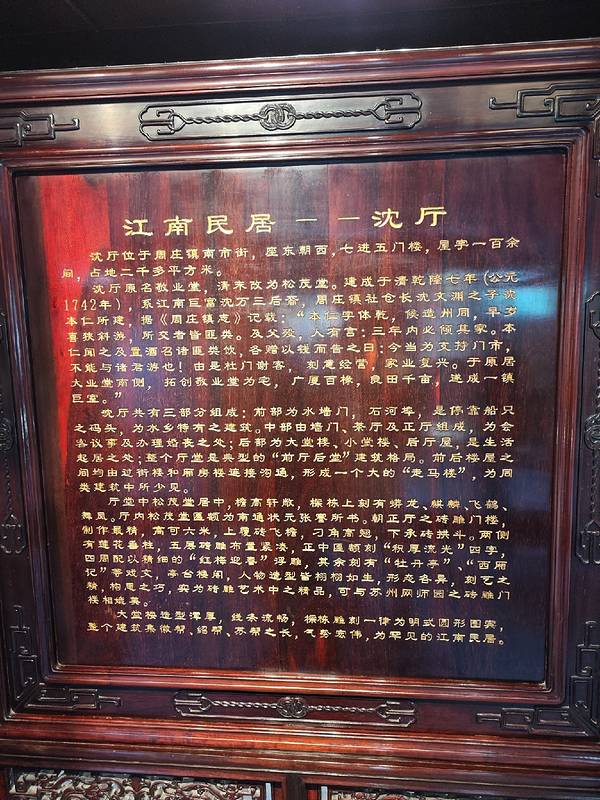 江南民居——沈厅
沈厅位于周庄镇南市街，座东朝西，七进五门楼，屋宇一百余
间，占地二千多平方米。
沈厅原名敬业堂，清末改为松茂堂。建成于清乾隆七年（公元
1742年），系江南巨富沈万三后裔，周庄镇社仓长沈文渊之子沈
本仁所建，据《周庄镇志》记载：“本仁字体乾，候选州同，早岁
喜狭斜游，所交者皆匪类。及父殁，人有言：三年内必倾其家。本
仁闻之及置酒召诸匪类饮，各赠以钱而告之曰：今当为支持门市，
不能与诸君游也！由是杜门谢客，刻意经营，家业复兴。于原居
大业堂南侧，拓创敬业堂为宅，广厦百椽，良田千亩，遂成一镇
巨室。”
沈厅共有三部分组成：前部为水墙门，石河埠，是停靠船只
之码头，为水乡特有之建筑。中部由墙门、茶厅及正厅组成，为会
客议事及办理婚丧之处；后部为大堂楼、小堂楼、后厅屋，是生活
起居之处；整个厅堂是典型的“前厅后堂”建筑格局。前后楼屋之
间均由过街楼和厢房楼连接沟通，形成一个大的“走马楼”，为同
类建筑中所少见。
厅堂中松茂堂居中，檐高轩敞，探栋上刻有蟒龙、麒麟、飞鹤、
舞凤。厅内松茂堂匾额为南通状元张謇所书。朝正厅之砖雕门楼，
制作最精，高可六米，上覆砖飞檐，刁角高翘，下承砖拱斗。两侧
有莲花垂柱，五层砖雕布置紧凑，正中匾额刻“积厚流光”四字，
四周配以精细的“红梅迎春”浮雕，其余刻有“牡丹亭”、“西厢
记”等戏文，亭台楼阁，人物造型皆栩栩如生，形态各异，刻艺之
精，构思之巧，实为砖雕艺术中之精品，可与苏州网师园之砖雕门
楼相媲美。
大堂楼造型浑厚，线条流畅，探栋雕刻一律为明式圆形图案，
整个建筑集徽帮、绍帮、苏帮之长，气势宏伟，为罕见的江南民居。